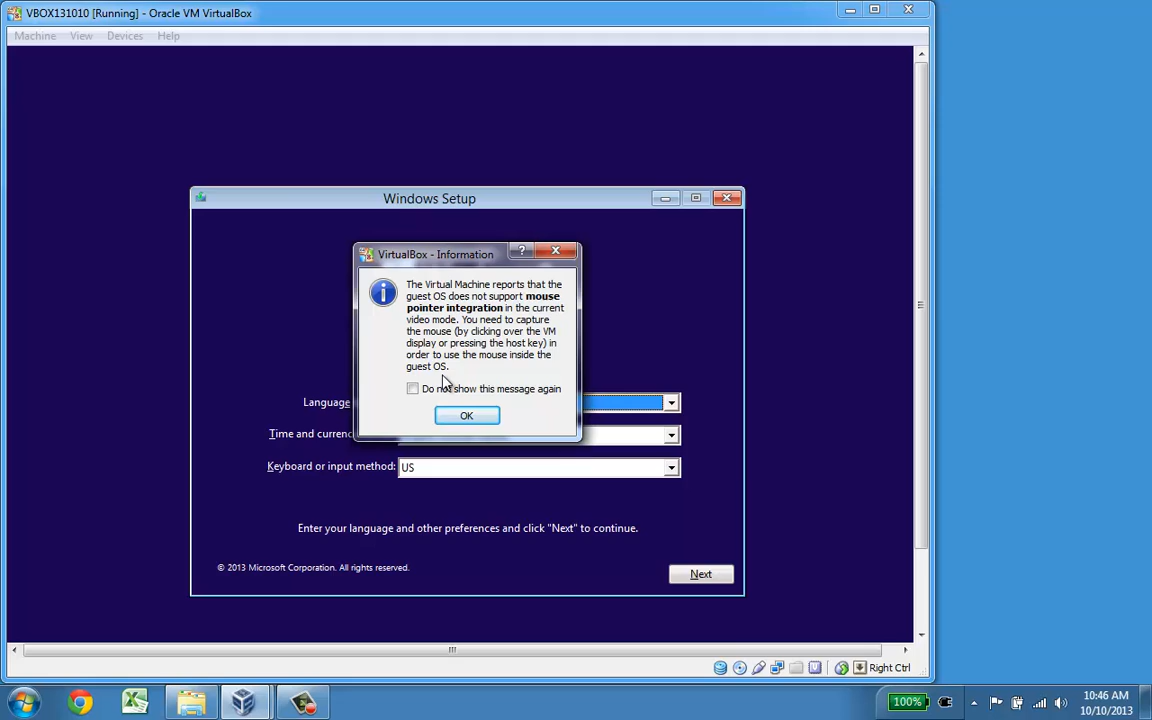 VBOX131010 [Running] - Oracle VM VirtualBox
Machine View Devices Help
Windows Setup
VirtualBox - Information
?
The Virtual Machine reports that the
guest OS does not support mouse
pointer integration in the current
video mode. You need to capture
the mouse (by clicking over the VM
display or pressing the host key) in
order to use the mouse inside the
guest OS.
Do not show this message again
OK
Language
Time and currenc
Keyboard or input method: US
Enter your language and other preferences and click "Next" to continue.
© 2013 Microsoft Corporation. All rights reserved.
Next
Right Ctrl
100%
10:46 AM
10/10/2013